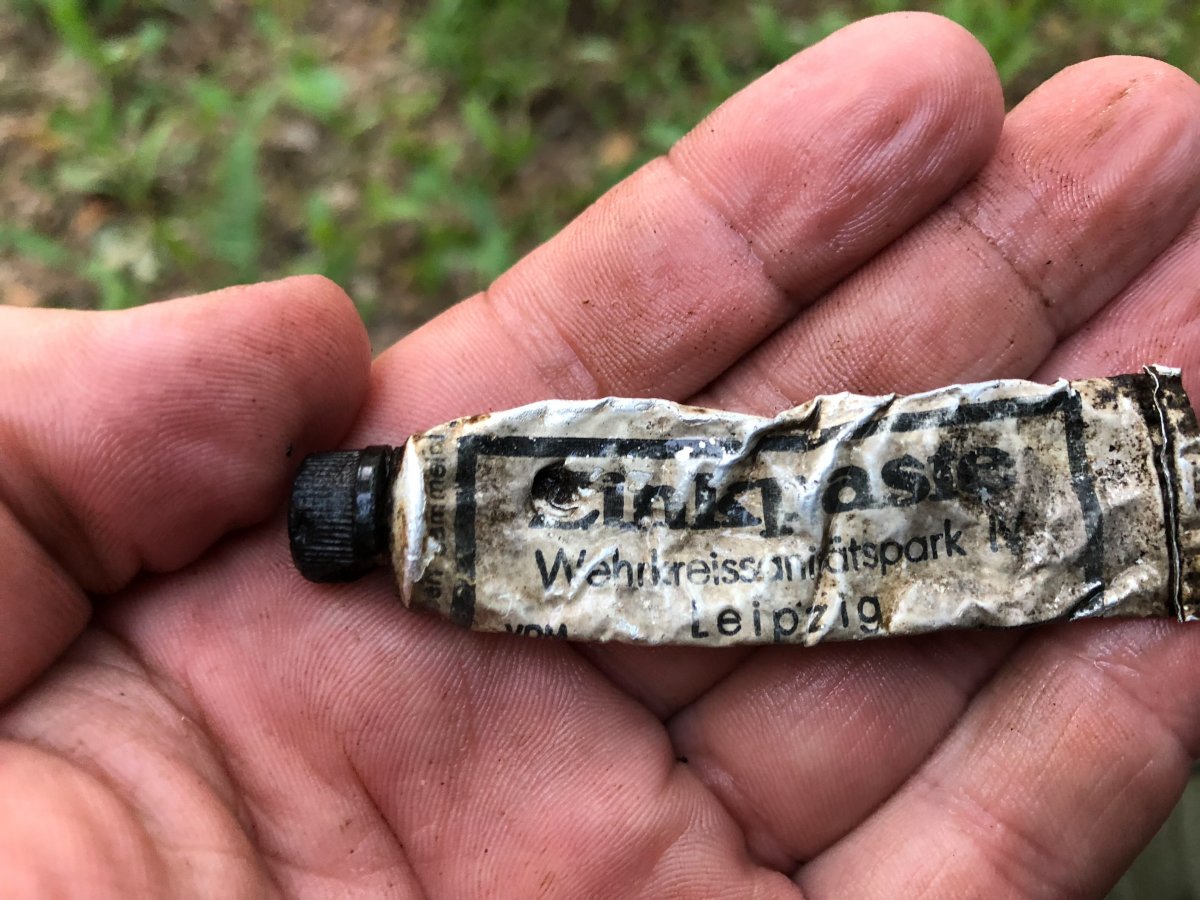 Zinkpaste
Wehrkreissanitätspark IV
Leipzig